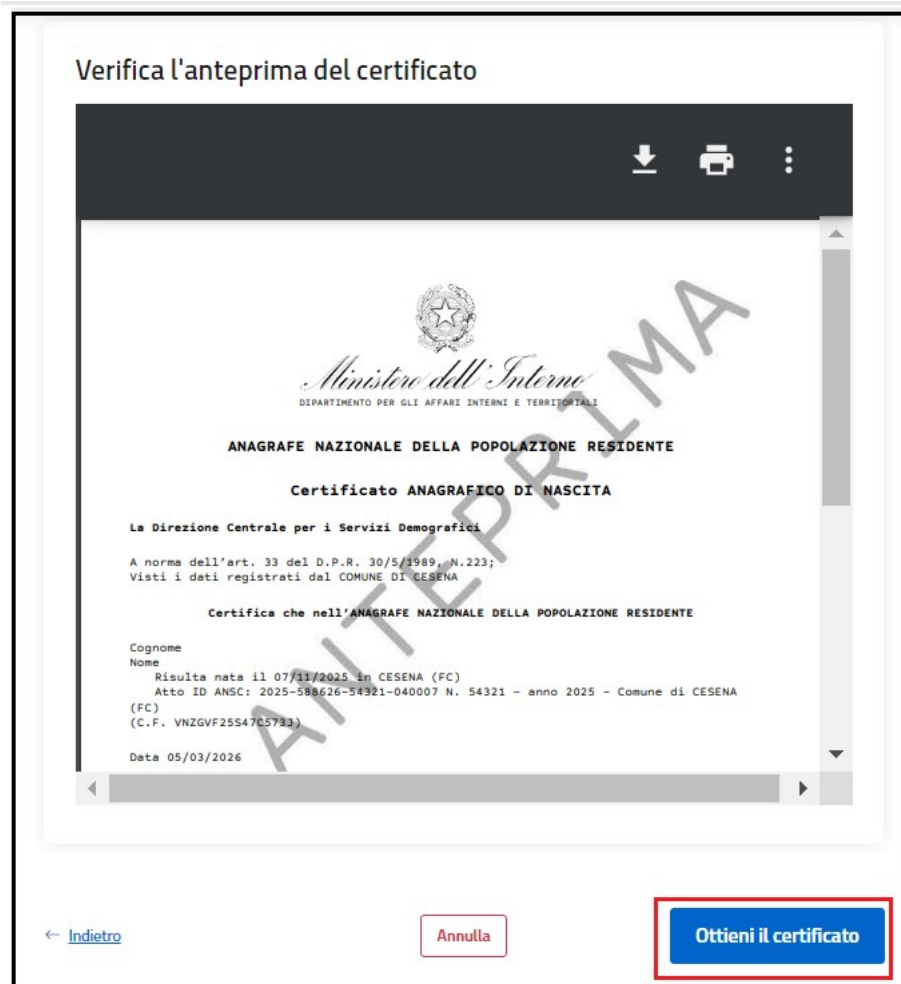 Verifica l'anteprima del certificato
Ministero dell'Interno
DIPARTIMENTO PER GLI AFFARI INTERNI E TERRITORIALI
ANAGRAFE NAZIONALE DELLA POPOLAZIONE RESIDENTE
Certificato ANAGRAFICO DI NASCITA
La Direzione Centrale per i Servizi Demografici
A norma dell'art. 33 del D.P.R. 30/5/1989, N.223;
Visti i dati registrati dal COMUNE DI CESENA
Certifica che nell'ANAGRAFE NAZIONALE DELLA POPOLAZIONE RESIDENTE
Cognome
Nome
Risulta nata il 07/11/2025 in CESENA (FC)
Atto ID ANSC: 2025-588626-54321-040007 N. 54321 - anno 2025 - Comune di CESENA
(FC)
(C.F. VNZGVF25S47C573J)
Data 05/03/2026
ANTEPRIMA
← Indietro
Annulla
Ottieni il certificato